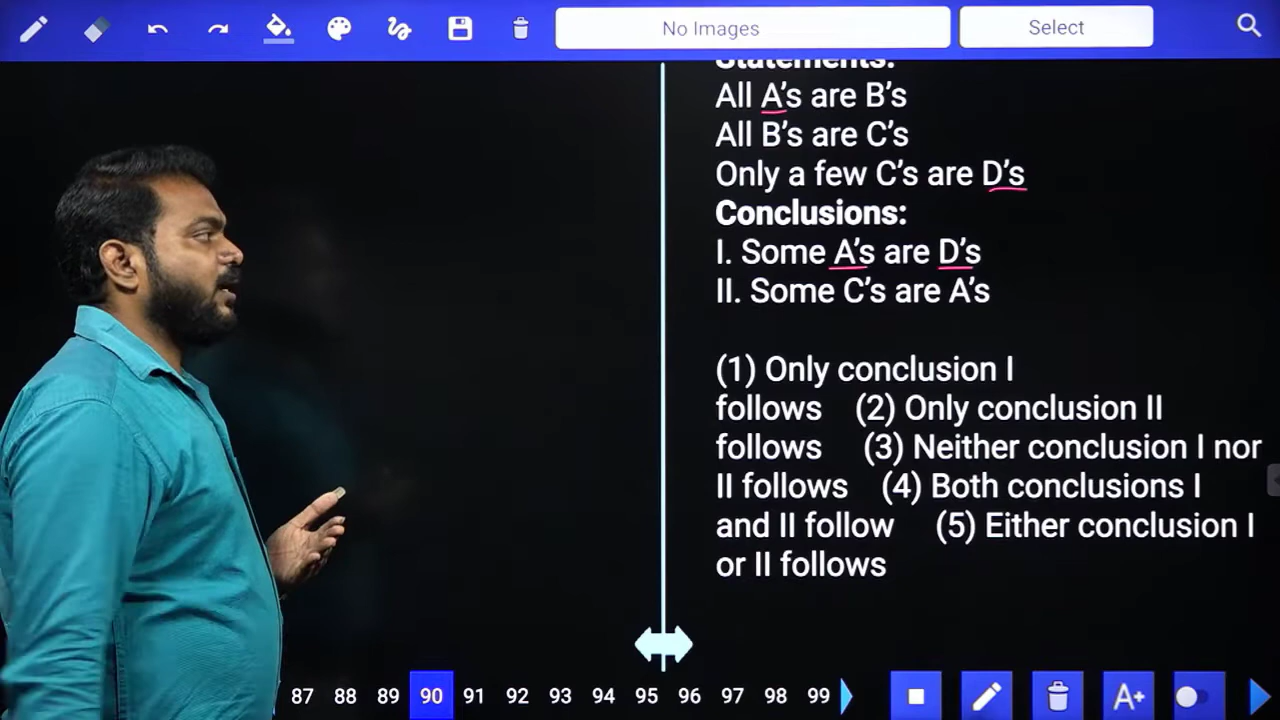 No Images
Select
Statements:
All A's are B's
All B's are C's
Only a few C's are D's
Conclusions:
I. Some A's are D's
II. Some C's are A's
(1) Only conclusion I
follows (2) Only conclusion II
follows (3) Neither conclusion I nor
II follows (4) Both conclusions I
and II follow (5) Either conclusion I
or II follows
87 88 89 90 91 92 93 94 95 96 97 98 99
A+